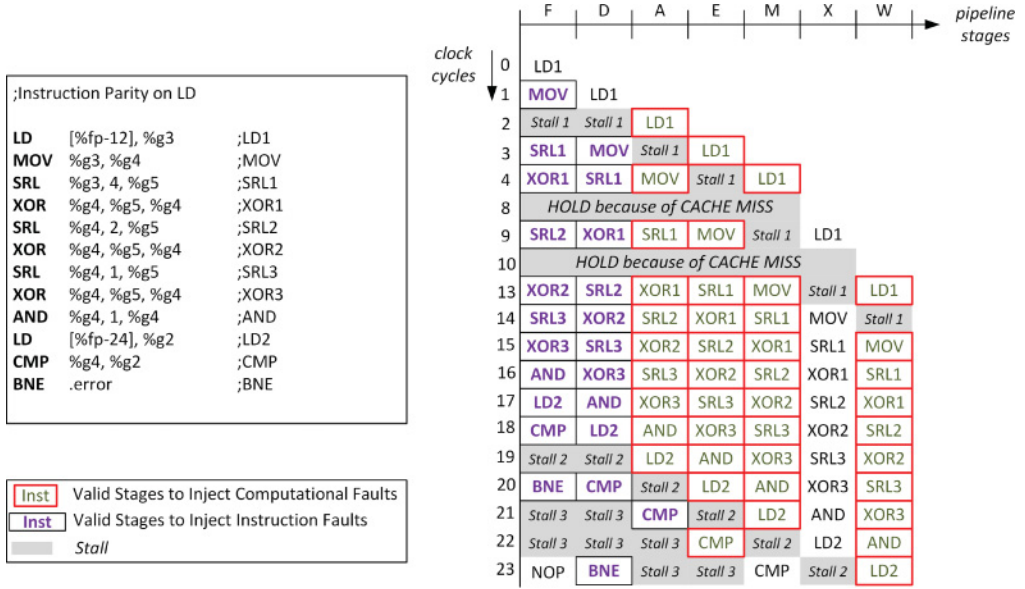 ;Instruction Parity on LD
LD [%fp-12], %g3 ;LD1
MOV %g3, %g4 ;MOV
SRL %g3, 4, %g5 ;SRL1
XOR %g4, %g5, %g4 ;XOR1
SRL %g4, 2, %g5 ;SRL2
XOR %g4, %g5, %g4 ;XOR2
SRL %g4, 1, %g5 ;SRL3
XOR %g4, %g5, %g4 ;XOR3
AND %g4, 1, %g4 ;AND
LD [%fp-24], %g2 ;LD2
CMP %g4, %g2 ;CMP
BNE .error ;BNE
Inst Valid Stages to Inject Computational Faults
Inst Valid Stages to Inject Instruction Faults
Stall
F D A E M X W
pipeline
stages
clock
cycles
0 LD1
1 MOV LD1
2 Stall 1 Stall 1 LD1
3 SRL1 MOV Stall 1 LD1
4 XOR1 SRL1 MOV Stall 1 LD1
8 HOLD because of CACHE MISS
9 SRL2 XOR1 SRL1 MOV Stall 1 LD1
10 HOLD because of CACHE MISS
13 XOR2 SRL2 XOR1 SRL1 MOV Stall 1 LD1
14 SRL3 XOR2 SRL2 XOR1 SRL1 MOV Stall 1
15 XOR3 SRL3 XOR2 SRL2 XOR1 SRL1 MOV
16 AND XOR3 SRL3 XOR2 SRL2 XOR1 SRL1
17 LD2 AND XOR3 SRL3 XOR2 SRL2 XOR1
18 CMP LD2 AND XOR3 SRL3 XOR2 SRL2
19 Stall 2 Stall 2 LD2 AND XOR3 SRL3 XOR2
20 BNE CMP Stall 2 LD2 AND XOR3 SRL3
21 Stall 3 Stall 3 CMP Stall 2 LD2 AND XOR3
22 Stall 3 Stall 3 Stall 3 CMP Stall 2 LD2 AND
23 NOP BNE Stall 3 Stall 3 CMP Stall 2 LD2